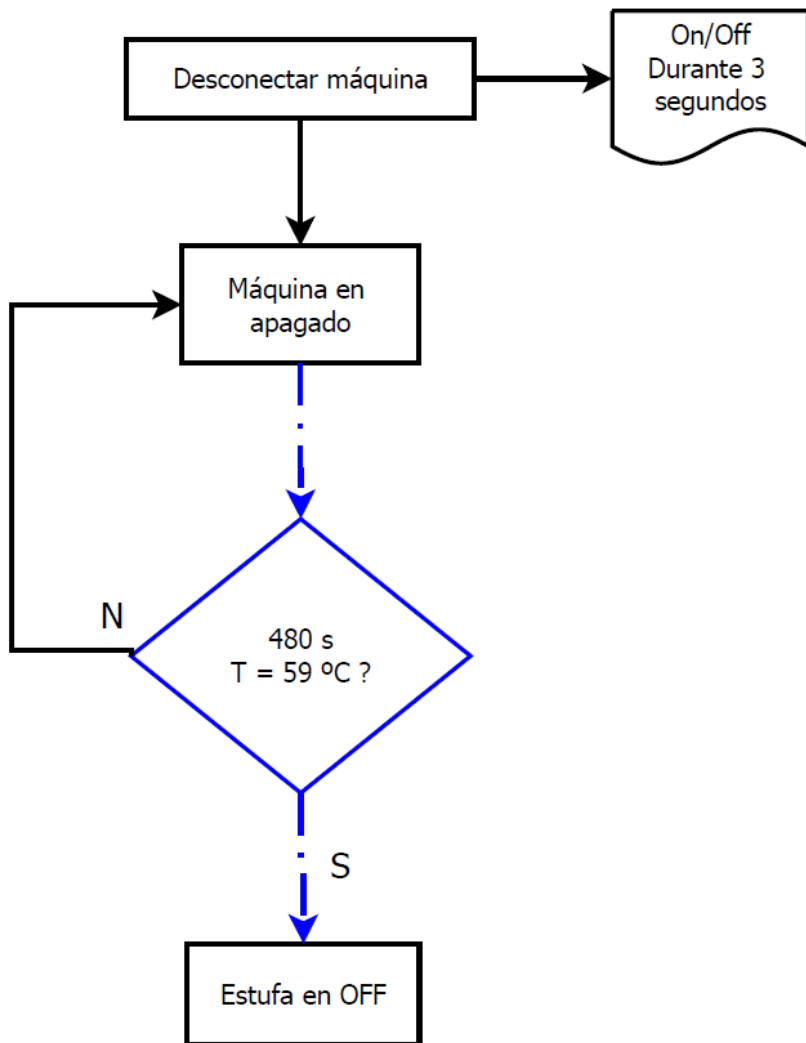 Desconectar máquina
On/Off
Durante 3
segundos
Máquina en
apagado
N
480 s
T = 59 ºC ?
S
Estufa en OFF